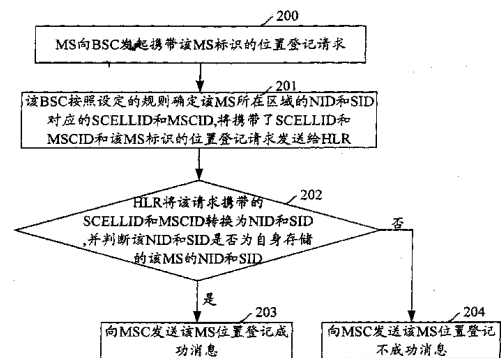 200
MS向BSC发起携带该MS标识的位置登记请求
201
该BSC按照设定的规则确定该MS所在区域的NID和SID
对应的SCELLID和MSCID,将携带了SCELLID和
MSCID和该MS标识的位置登记请求发送给HLR
202
HLR将该请求携带的
SCELLID和MSCID转换为NID和SID
,并判断该NID和SID是否为自身存储
的该MS的NID和SID
否
是
203
向MSC发送该MS位置登记成
功消息
204
向MSC发送该MS位置登记
不成功消息